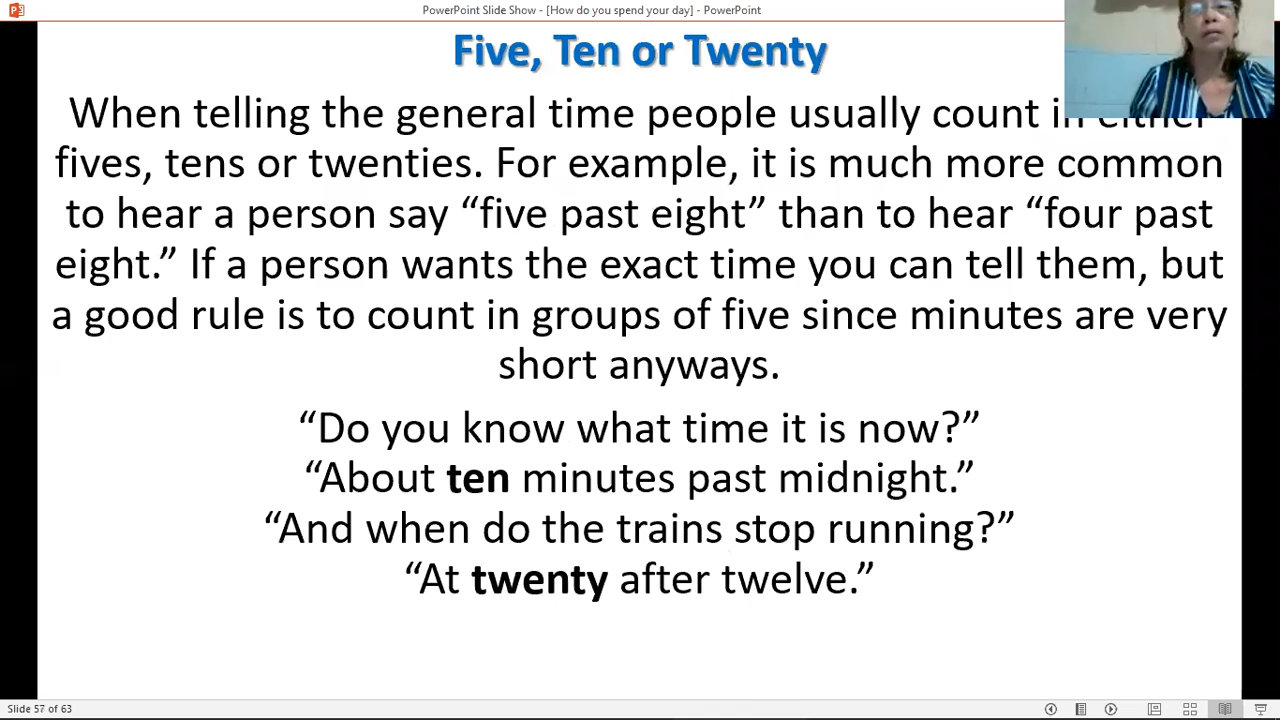 PowerPoint Slide Show - [How do you spend your day] - PowerPoint
Five, Ten or Twenty
When telling the general time people usually count in either
fives, tens or twenties. For example, it is much more common
to hear a person say “five past eight” than to hear “four past
eight.” If a person wants the exact time you can tell them, but
a good rule is to count in groups of five since minutes are very
short anyways.
“Do you know what time it is now?”
“About ten minutes past midnight.”
“And when do the trains stop running?”
“At twenty after twelve.”
Slide 57 of 63